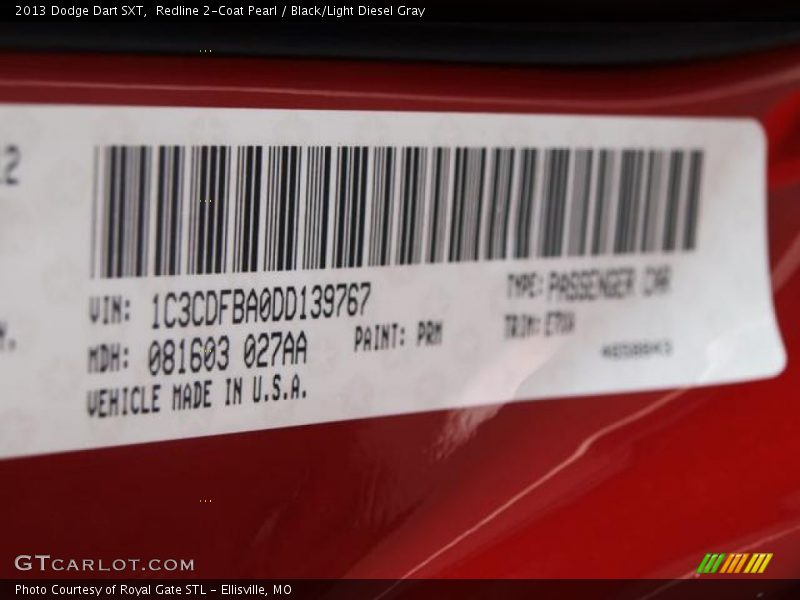 2013 Dodge Dart SXT,  Redline 2-Coat Pearl / Black/Light Diesel Gray
VIN: 1C3CDFBA0DD139767
TYPE: PASSENGER CAR
MDH: 081603 027AA
PAINT: PRM
TRIM:
VEHICLE MADE IN U.S.A.
GTCARLOT.COM
Photo Courtesy of Royal Gate STL - Ellisville, MO